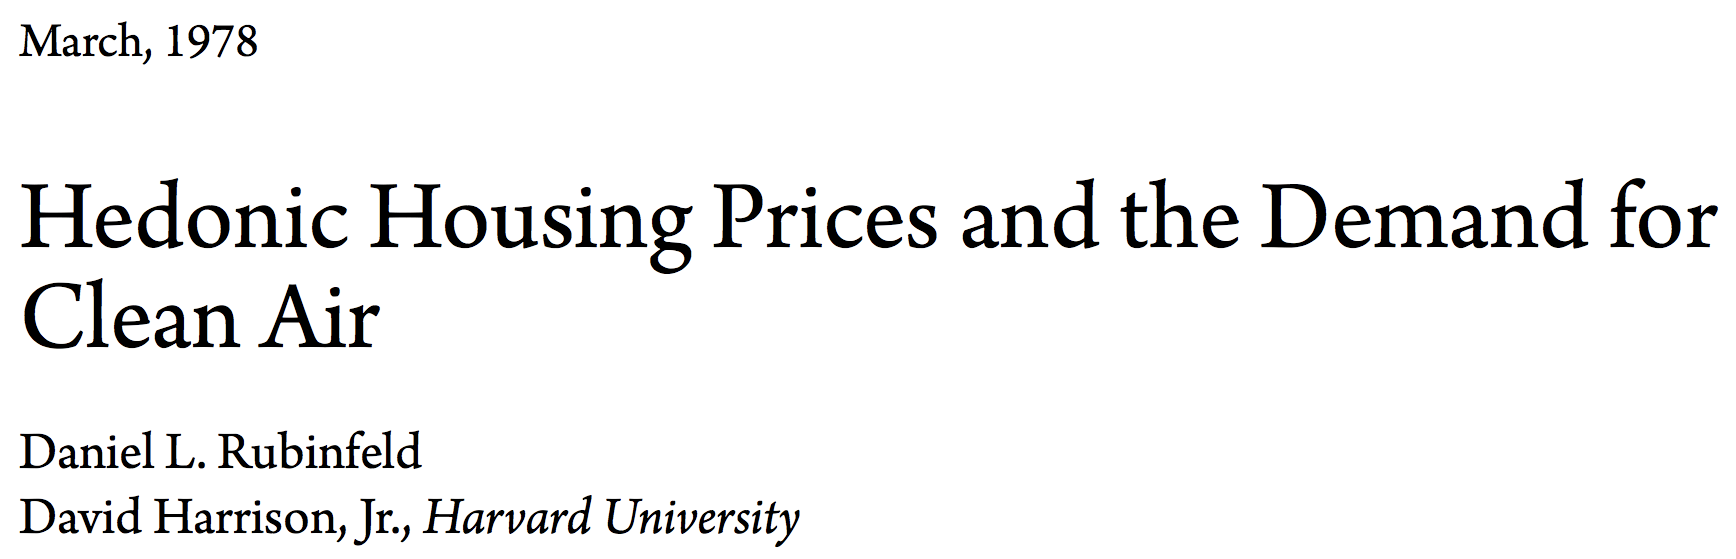 March, 1978
Hedonic Housing Prices and the Demand for
Clean Air
Daniel L. Rubinfeld
David Harrison, Jr., Harvard University